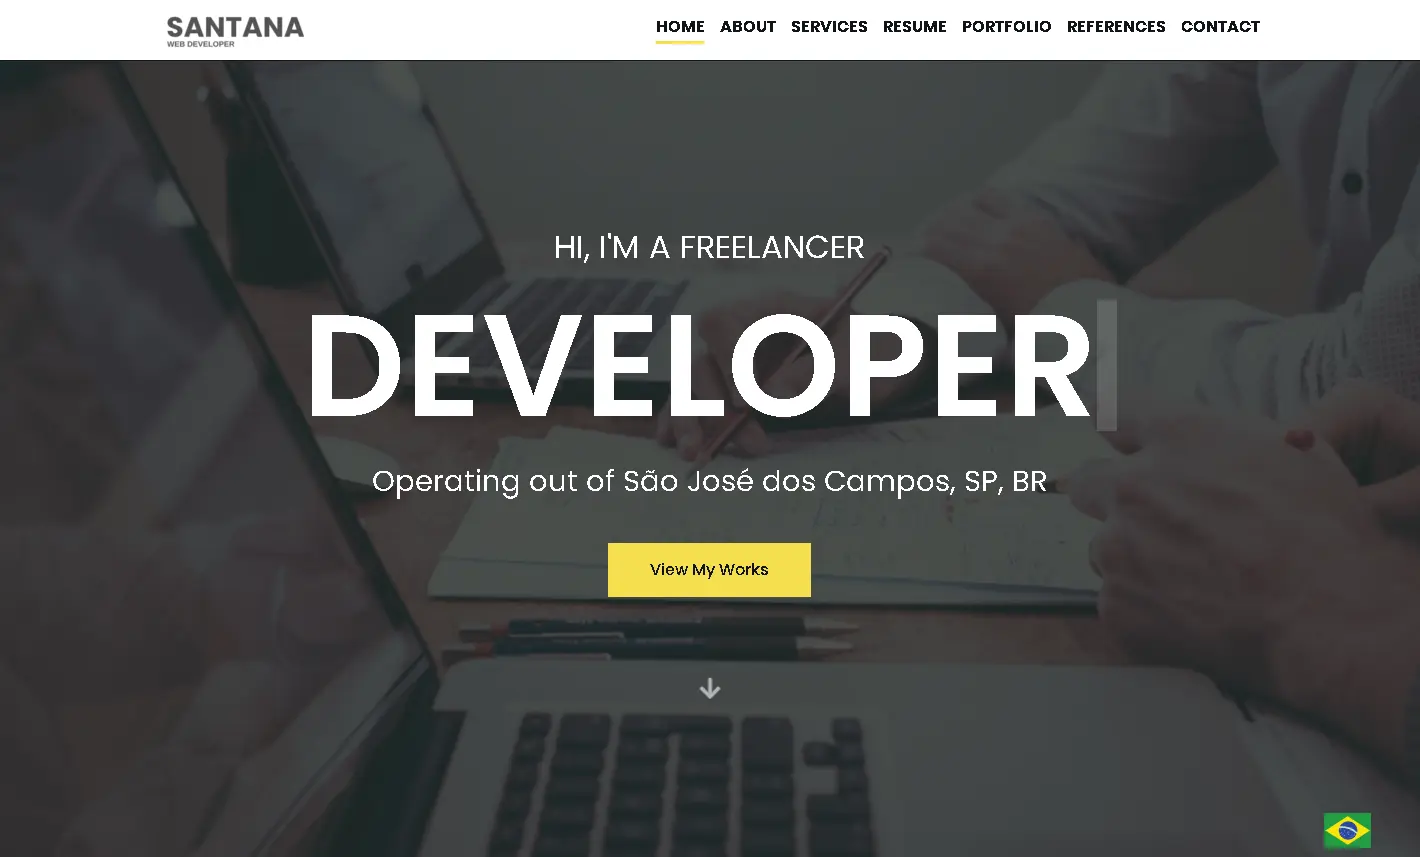 SANTANA
WEB DEVELOPER
HOME ABOUT SERVICES RESUME PORTFOLIO REFERENCES CONTACT
HI, I'M A FREELANCER
DEVELOPER
Operating out of São José dos Campos, SP, BR
View My Works